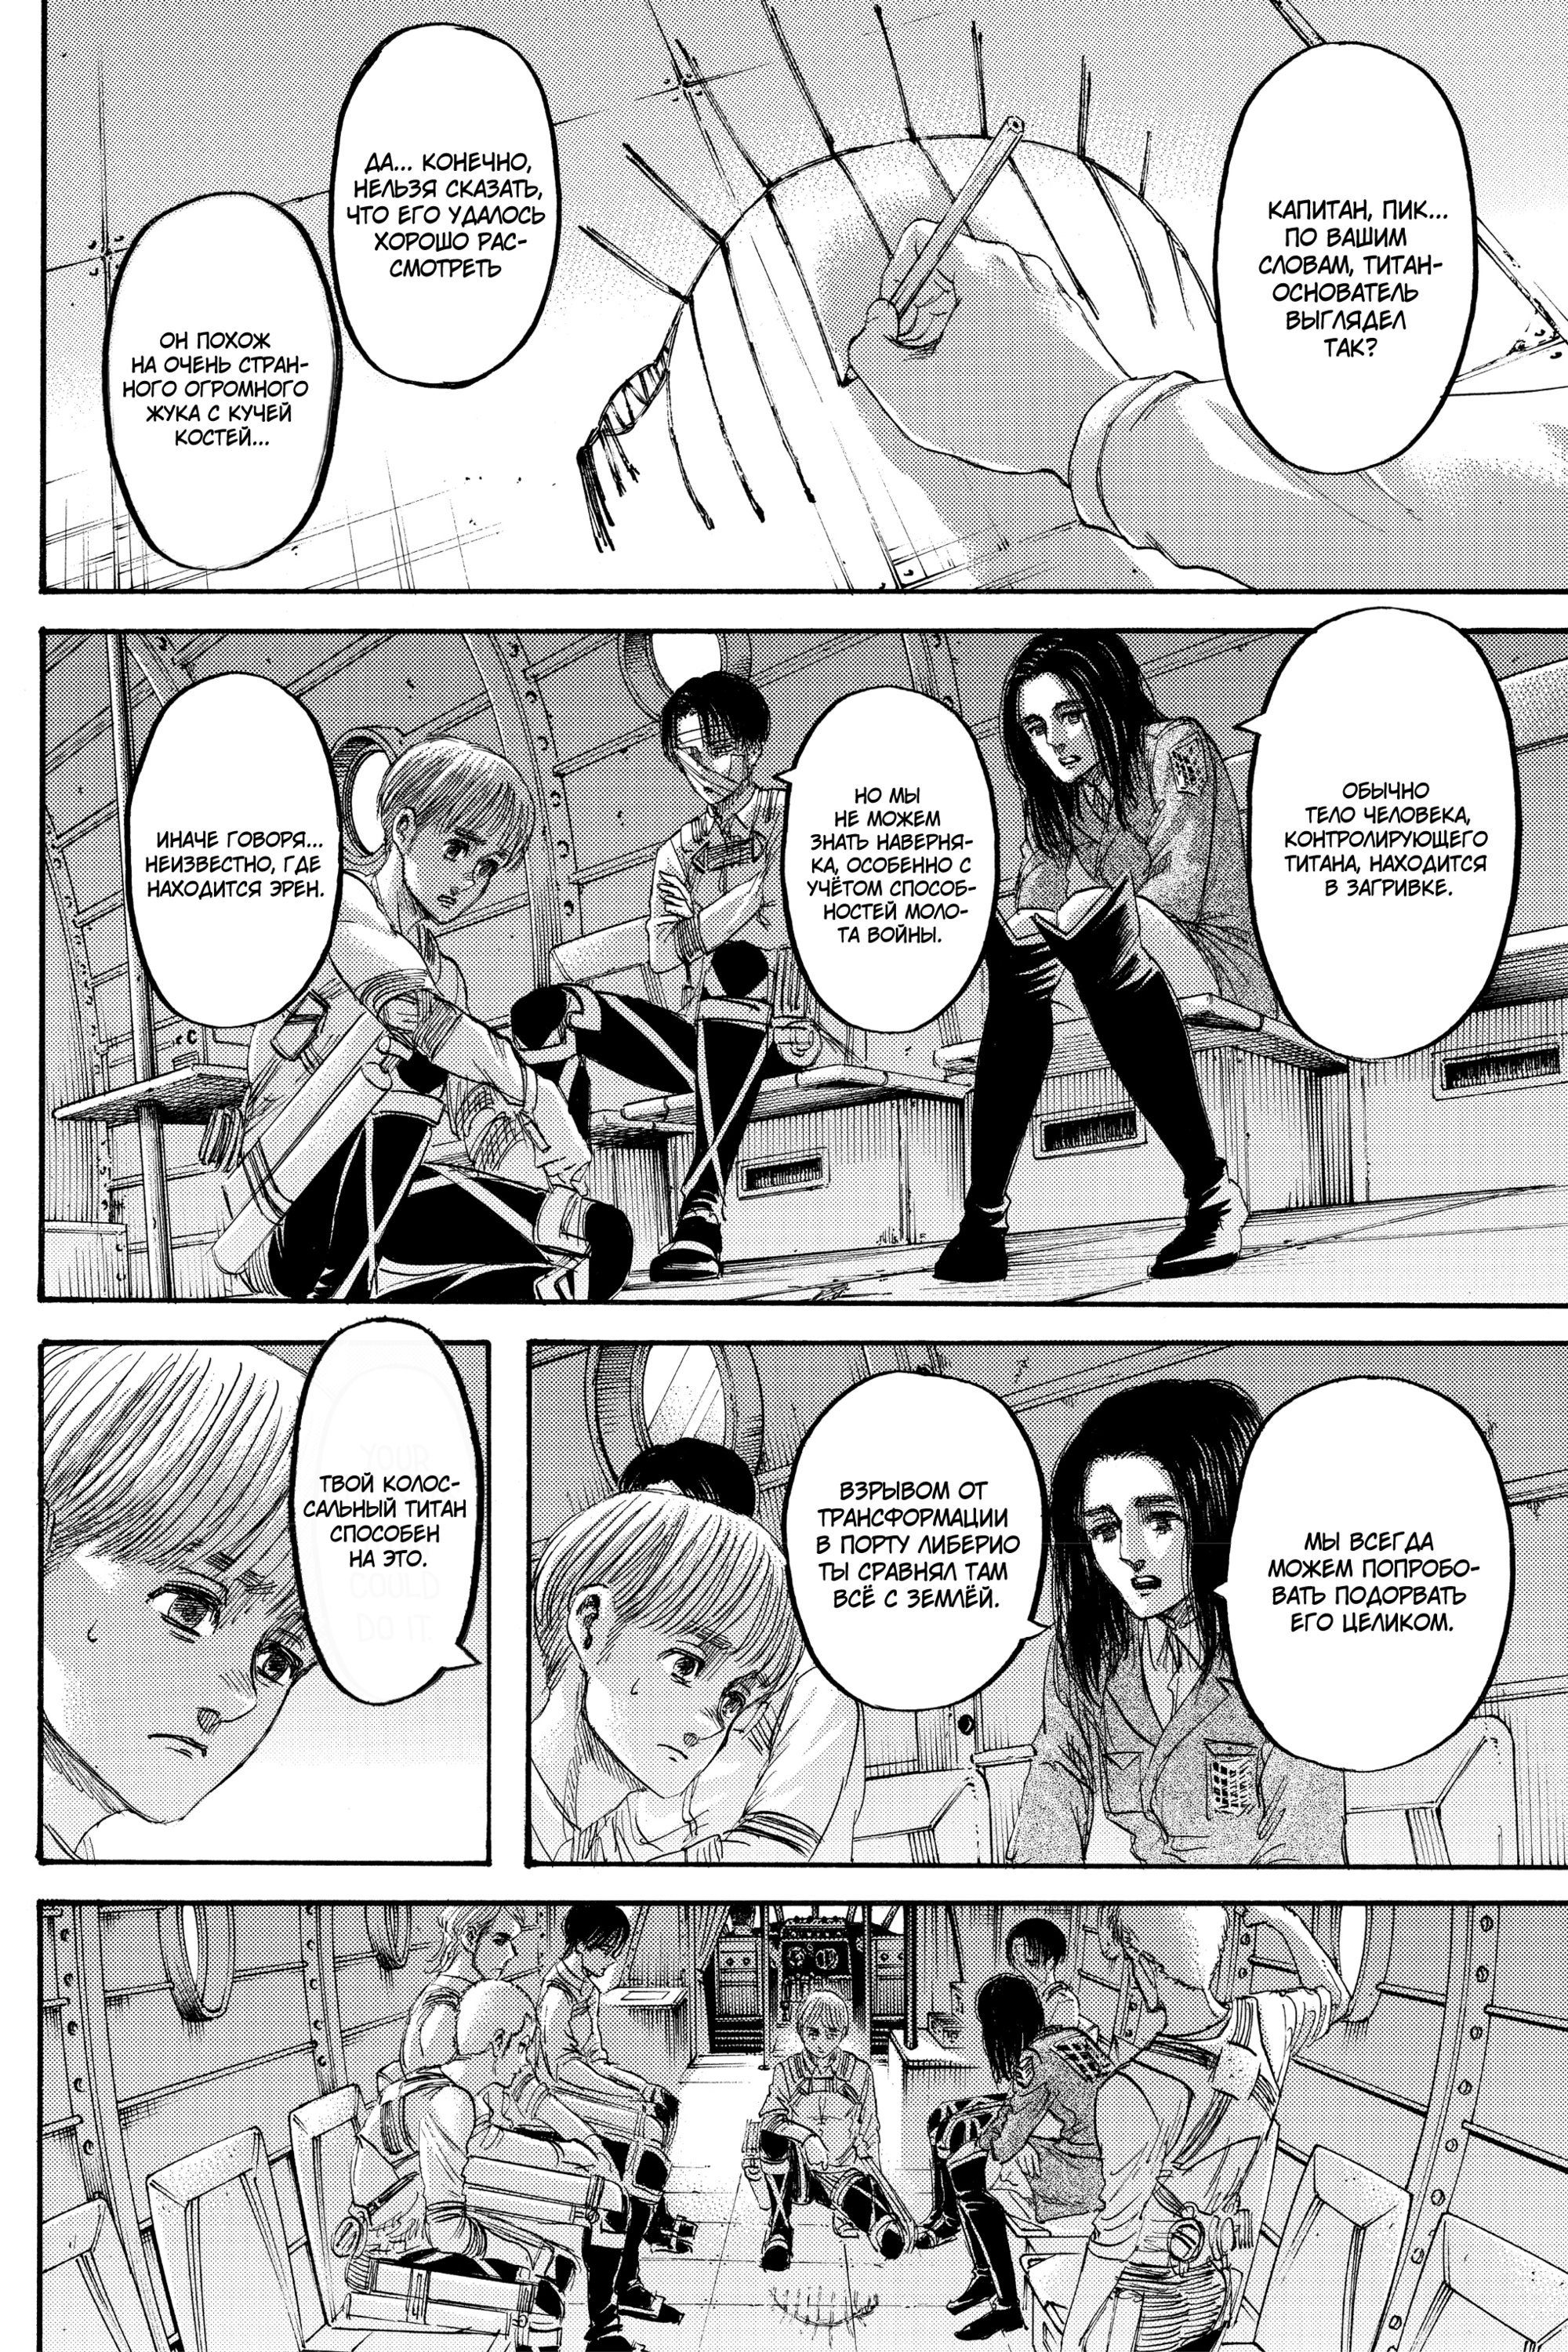 КАПИТАН, ПИК...
ПО ВАШИМ
СЛОВАМ, ТИТАН-
ОСНОВАТЕЛЬ
ВЫГЛЯДЕЛ
ТАК?
ДА... КОНЕЧНО,
НЕЛЬЗЯ СКАЗАТЬ,
ЧТО ЕГО УДАЛОСЬ
ХОРОШО РАС-
СМОТРЕТЬ
ОН ПОХОЖ
НА ОЧЕНЬ СТРАН-
НОГО ОГРОМНОГО
ЖУКА С КУЧЕЙ
КОСТЕЙ...
ОБЫЧНО
ТЕЛО ЧЕЛОВЕКА,
КОНТРОЛИРУЮЩЕГО
ТИТАНА, НАХОДИТСЯ
В ЗАГРИВКЕ.
НО МЫ
НЕ МОЖЕМ
ЗНАТЬ НАВЕРНЯ-
КА, ОСОБЕННО С
УЧЁТОМ СПОСОБ-
НОСТЕЙ МОЛО-
ТА ВОЙНЫ.
ИНАЧЕ ГОВОРЯ...
НЕИЗВЕСТНО, ГДЕ
НАХОДИТСЯ ЭРЕН.
МЫ ВСЕГДА
МОЖЕМ ПОПРОБО-
ВАТЬ ПОДОРВАТЬ
ЕГО ЦЕЛИКОМ.
ВЗРЫВОМ ОТ
ТРАНСФОРМАЦИИ
В ПОРТУ ЛИБЕРИО
ТЫ СРАВНЯЛ ТАМ
ВСЁ С ЗЕМЛЁЙ.
YOUR
ТВОЙ КОЛОС-
САЛЬНЫЙ ТИТАН
СПОСОБЕН
НА ЭТО.
COULD
DO IT.